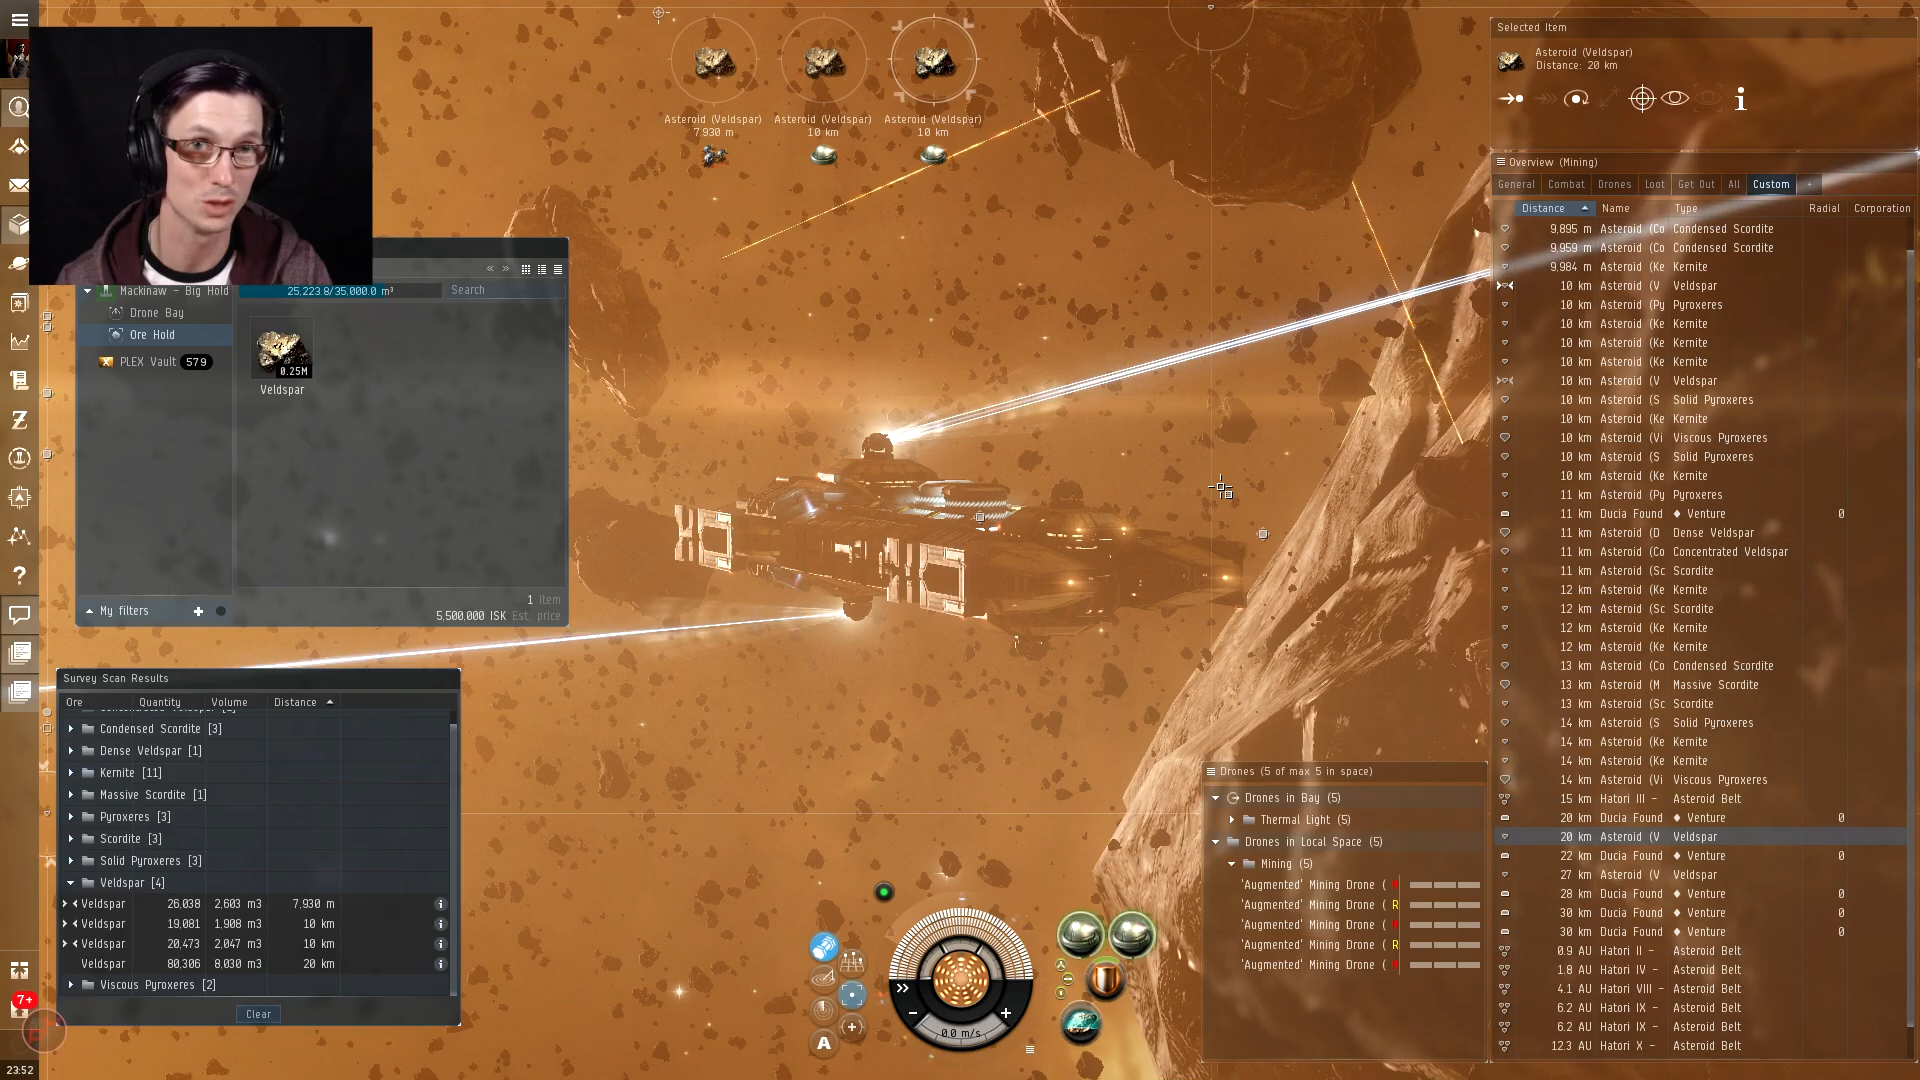 Selected Item
Asteroid (Veldspar)
Distance: 20 km
Asteroid (Veldspar)
7,930 m
Asteroid (Veldspar)
10 km
Asteroid (Veldspar)
10 km
Overview (Mining)
General Combat Drones Loot Get Out All Custom +
Distance Name Type Radial Corporation
9,895 m Asteroid (Co Condensed Scordite
9,959 m Asteroid (Co Condensed Scordite
9,984 m Asteroid (Ke Kernite
10 km Asteroid (V Veldspar
10 km Asteroid (Py Pyroxeres
10 km Asteroid (Ke Kernite
10 km Asteroid (Ke Kernite
10 km Asteroid (Ke Kernite
10 km Asteroid (V Veldspar
10 km Asteroid (S Solid Pyroxeres
10 km Asteroid (Ke Kernite
10 km Asteroid (Vi Viscous Pyroxeres
10 km Asteroid (S Solid Pyroxeres
10 km Asteroid (Ke Kernite
11 km Asteroid (Py Pyroxeres
11 km Ducia Found Venture 0
11 km Asteroid (D Dense Veldspar
11 km Asteroid (Co Concentrated Veldspar
11 km Asteroid (Sc Scordite
12 km Asteroid (Ke Kernite
12 km Asteroid (Sc Scordite
12 km Asteroid (Ke Kernite
12 km Asteroid (Ke Kernite
13 km Asteroid (Co Condensed Scordite
13 km Asteroid (M Massive Scordite
13 km Asteroid (Sc Scordite
14 km Asteroid (S Solid Pyroxeres
14 km Asteroid (Ke Kernite
14 km Asteroid (Ke Kernite
14 km Asteroid (Vi Viscous Pyroxeres
15 km Hatori III - Asteroid Belt
20 km Ducia Found Venture 0
20 km Asteroid (V Veldspar
22 km Ducia Found Venture 0
27 km Asteroid (V Veldspar
28 km Ducia Found Venture 0
30 km Ducia Found Venture 0
30 km Ducia Found Venture 0
0.9 AU Hatori II - Asteroid Belt
1.8 AU Hatori IV - Asteroid Belt
4.1 AU Hatori VIII - Asteroid Belt
6.2 AU Hatori IX - Asteroid Belt
6.2 AU Hatori IX - Asteroid Belt
12.3 AU Hatori X - Asteroid Belt
Mackinaw - Big Hold
25,223.8/35,000.0 m³
Search
Drone Bay
Ore Hold
PLEX Vault 579
0.25M
Veldspar
My filters
1 Item
5,500,000 ISK Est. price
Survey Scan Results
Ore Quantity Volume Distance
Condensed Scordite [3]
Dense Veldspar [1]
Kernite [11]
Massive Scordite [1]
Pyroxeres [3]
Scordite [3]
Solid Pyroxeres [3]
Veldspar [4]
Veldspar 26,038 2,603 m3 7,930 m
Veldspar 19,081 1,908 m3 10 km
Veldspar 20,473 2,047 m3 10 km
Veldspar 80,306 8,030 m3 20 km
Viscous Pyroxeres [2]
Clear
Drones (5 of max 5 in space)
Drones in Bay (5)
Thermal Light (5)
Drones in Local Space (5)
Mining (5)
'Augmented' Mining Drone (
'Augmented' Mining Drone ( R
'Augmented' Mining Drone (
'Augmented' Mining Drone ( R
'Augmented' Mining Drone (
0.0 m/s
A
7+
23:52